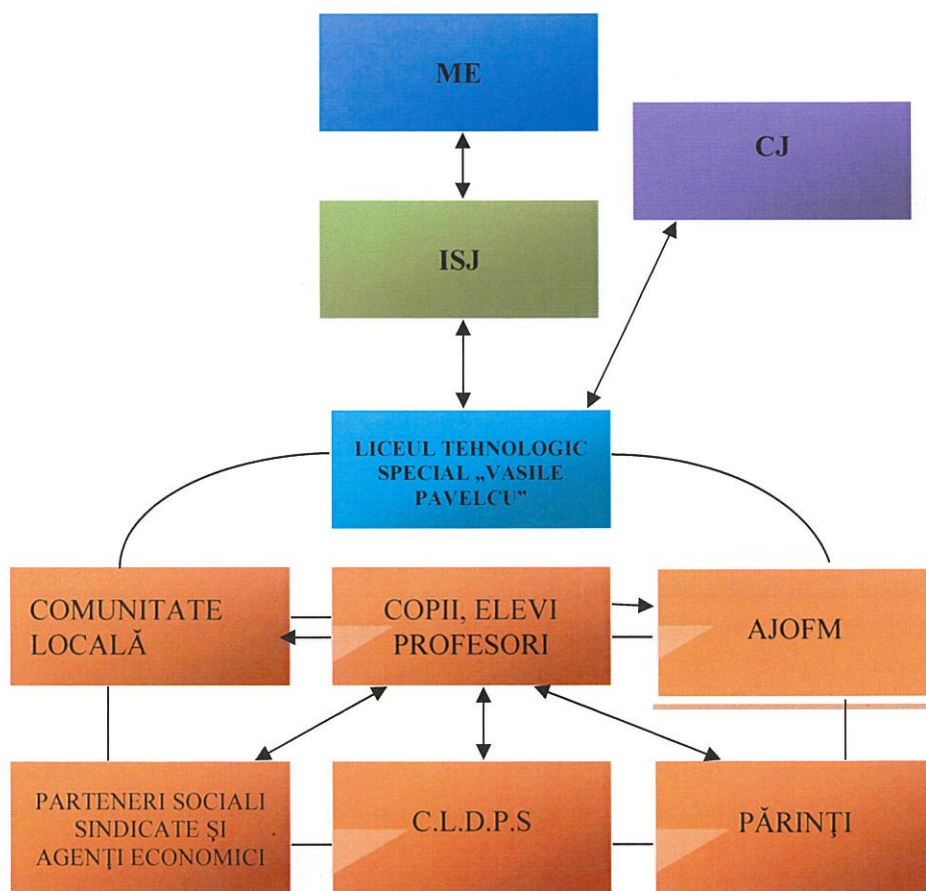 ME
CJ
ISJ
LICEUL TEHNOLOGIC
SPECIAL „VASILE
PAVELCU”
COMUNITATE
LOCALĂ
COPII, ELEVI
PROFESORI
AJOFM
PARTENERI SOCIALI
SINDICATE ŞI
AGENŢI ECONOMICI
C.L.D.P.S
PĂRINŢI